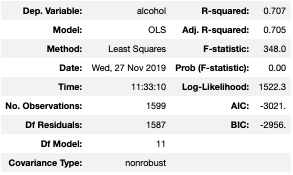 Dep. Variable: alcohol R-squared: 0.707
Model: OLS Adj. R-squared: 0.705
Method: Least Squares F-statistic: 348.0
Date: Wed, 27 Nov 2019 Prob (F-statistic): 0.00
Time: 11:33:10 Log-Likelihood: 1522.3
No. Observations: 1599 AIC: -3021.
Df Residuals: 1587 BIC: -2956.
Df Model: 11
Covariance Type: nonrobust